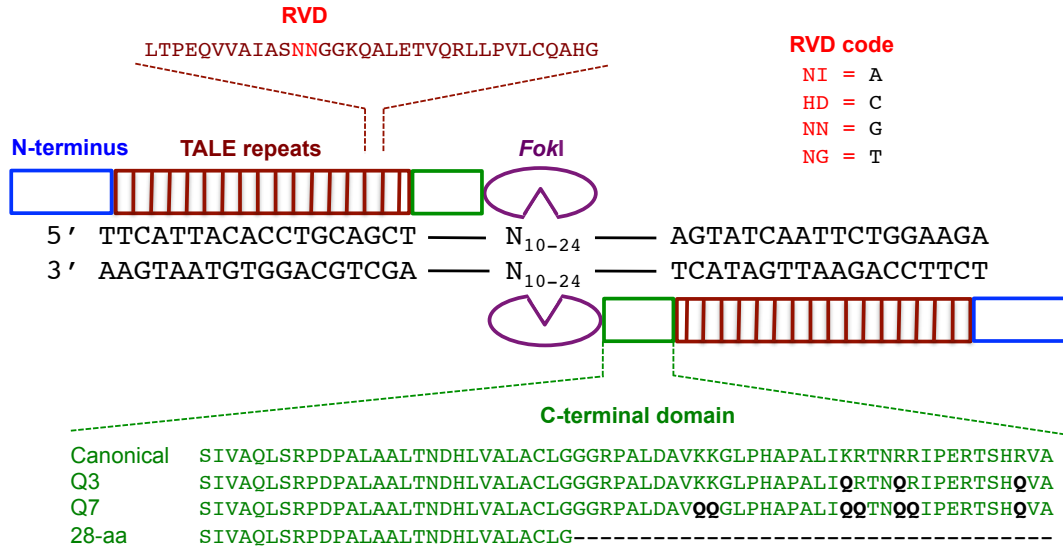 RVD
LTPEQVVAIASNNGGKQALETVQRLLPVLCQAHG
RVD code
NI = A
HD = C
NN = G
NG = T
N-terminus TALE repeats FokI
5’ TTCATTACACCTGCAGCT — N10-24 — AGTATCAATTCTGGAAGA
3’ AAGTAATGTGGACGTCGA — N10-24 — TCATAGTTAAGACCTTCT
C-terminal domain
Canonical SIVAQLSRPDPALAALTNDHLVALACLGGGRPALDAVKKGLPHAPALIKRTNRRIPERTSHRVA
Q3 SIVAQLSRPDPALAALTNDHLVALACLGGGRPALDAVKKGLPHAPALIQRTNQRIPERTSHQVA
Q7 SIVAQLSRPDPALAALTNDHLVALACLGGGRPALDAVQQGLPHAPALIQQTNQQIPERTSHQVA
28-aa SIVAQLSRPDPALAALTNDHLVALACLG------------------------------------